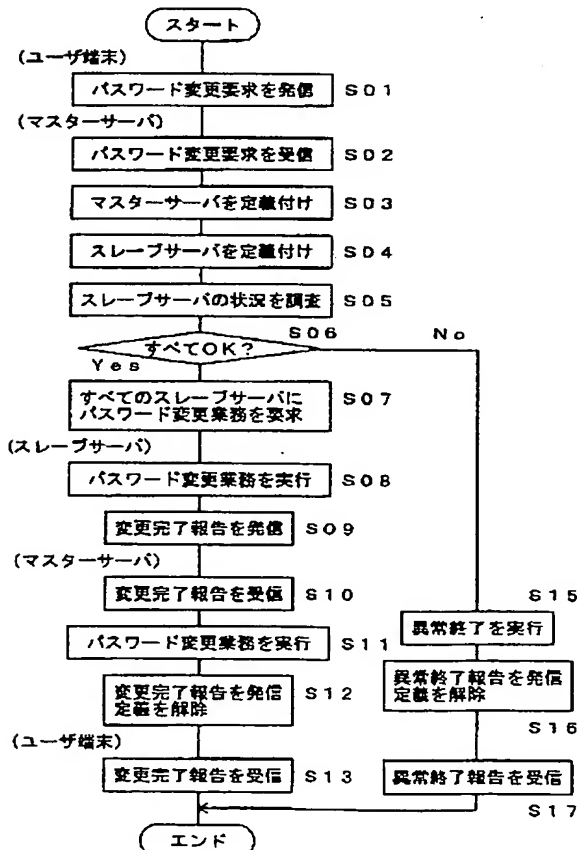 スタート
(ユーザ端末)
パスワード変更要求を発信 S01
(マスターサーバ)
パスワード変更要求を受信 S02
マスターサーバを定義付け S03
スレーブサーバを定義付け S04
スレーブサーバの状況を調査 S05
S06
すべてOK?
No
Yes
すべてのスレーブサーバに
パスワード変更業務を要求
S07
(スレーブサーバ)
パスワード変更業務を実行 S08
変更完了報告を発信 S09
(マスターサーバ)
変更完了報告を受信 S10
パスワード変更業務を実行 S11
変更完了報告を発信
定義を解除
S12
(ユーザ端末)
変更完了報告を受信 S13
S15
異常終了を実行
異常終了報告を発信
定義を解除
S16
異常終了報告を受信
S17
エンド